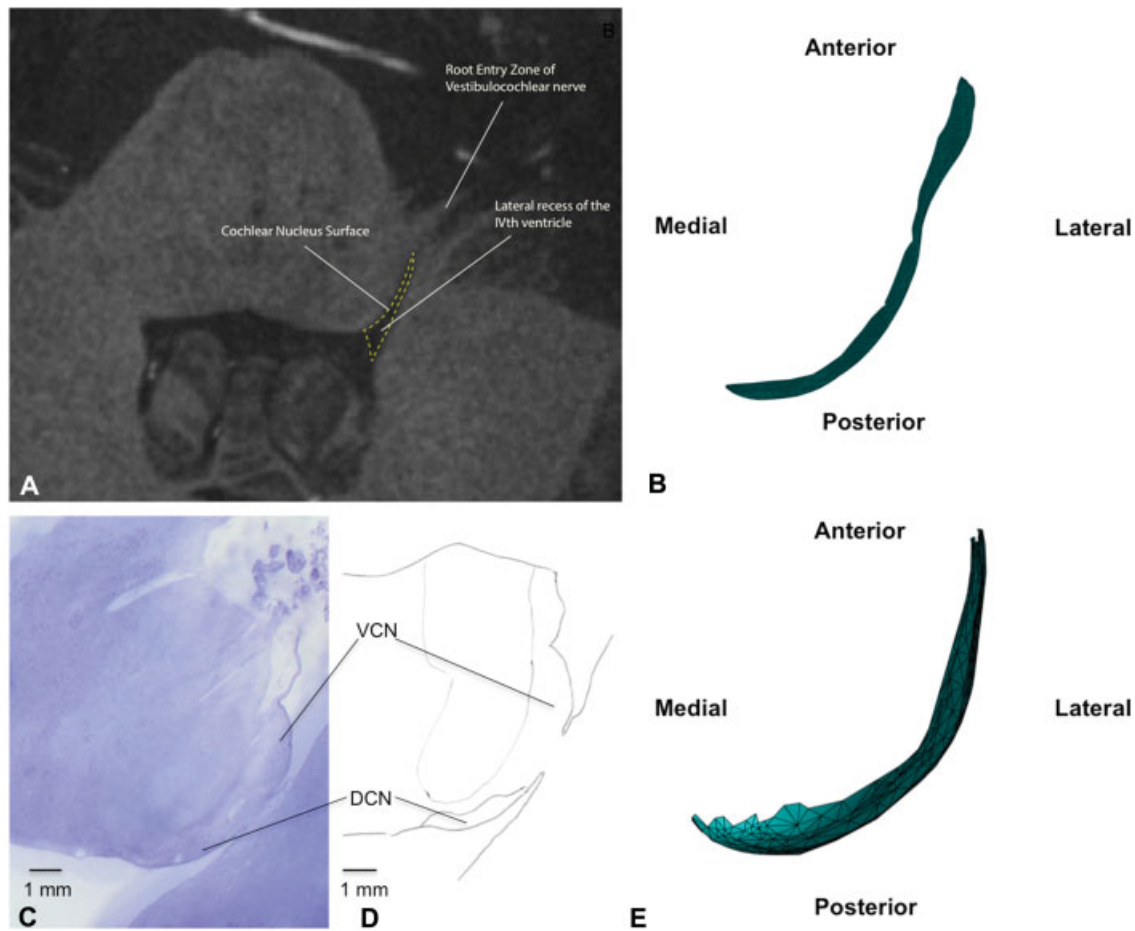 B
Root Entry Zone of
Vestibulocochlear nerve
Lateral recess of the
IVth ventricle
Cochlear Nucleus Surface
A
Anterior
Medial
Lateral
Posterior
B
VCN
DCN
1 mm
C
1 mm
D
Anterior
Medial
Lateral
Posterior
E